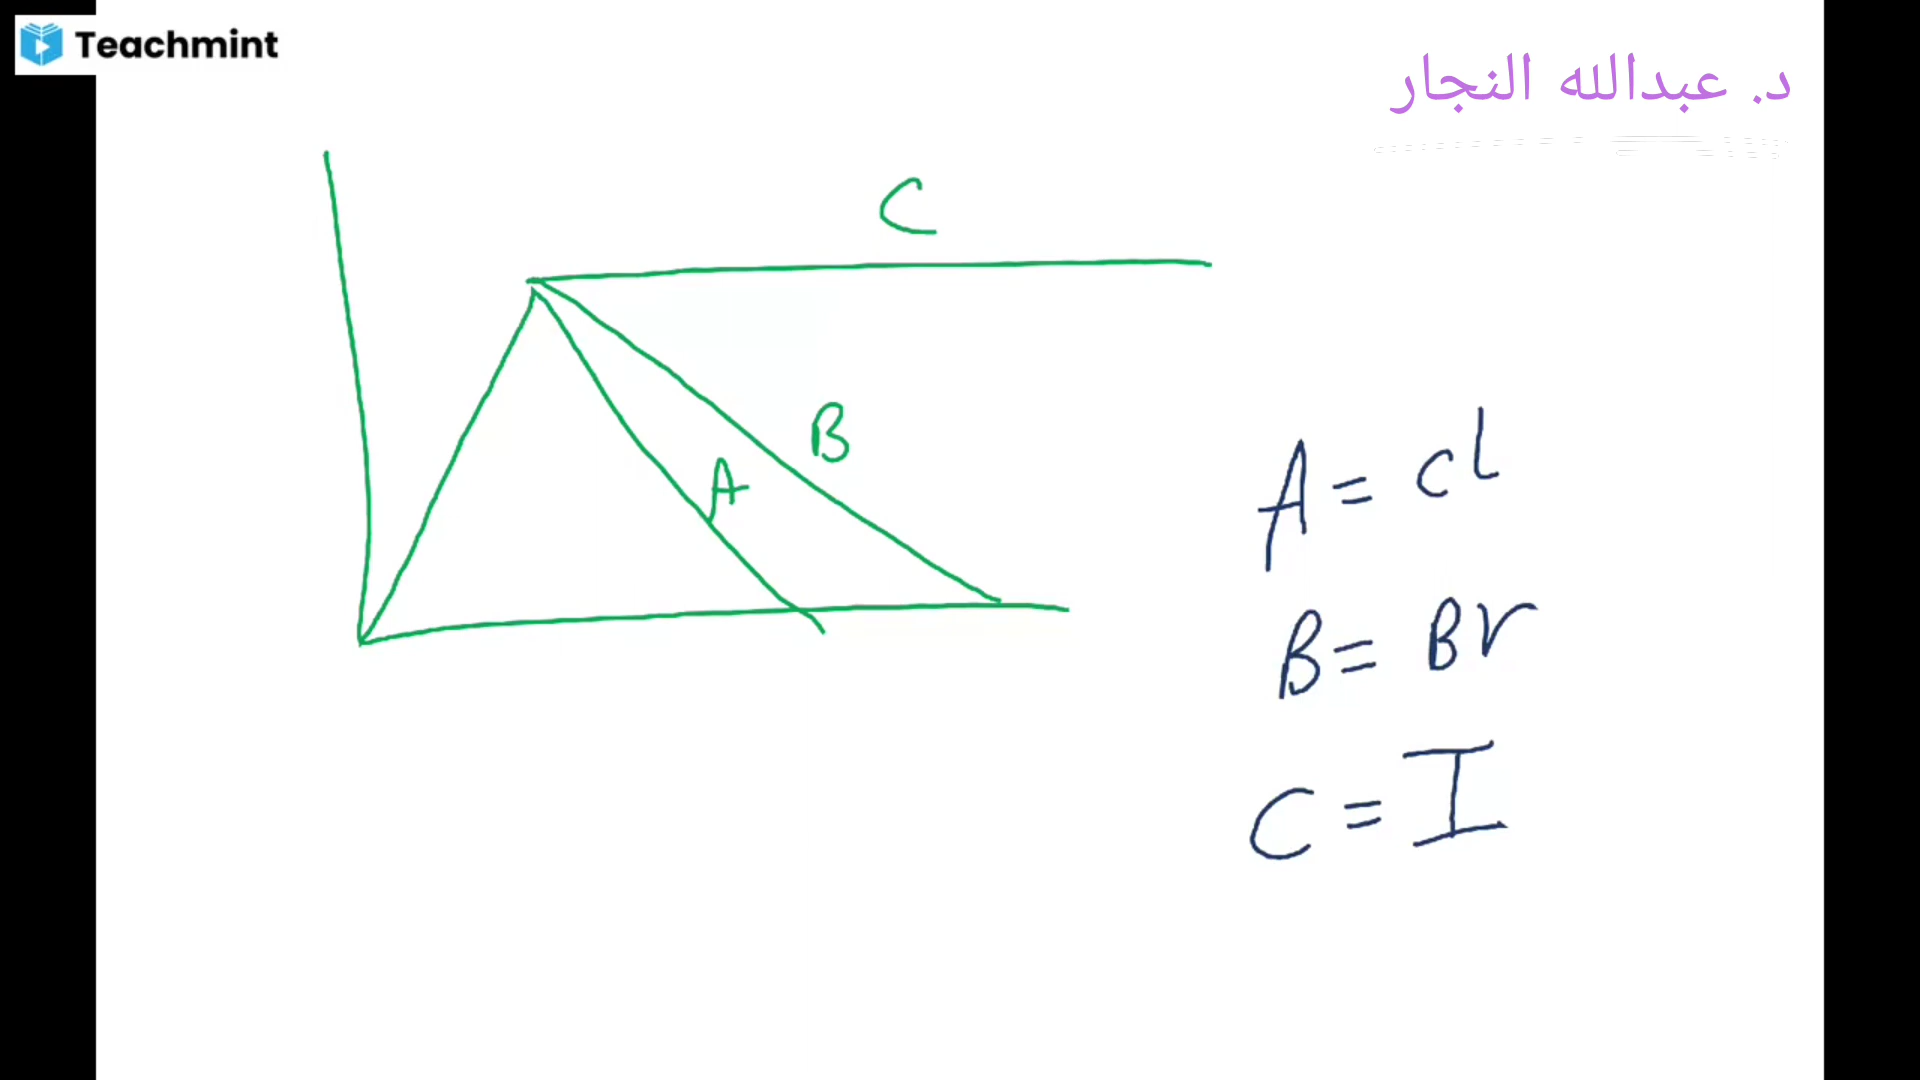 Teachmint
د. عبدالله النجار
C
B
A
A = cl
B = Br
C = I